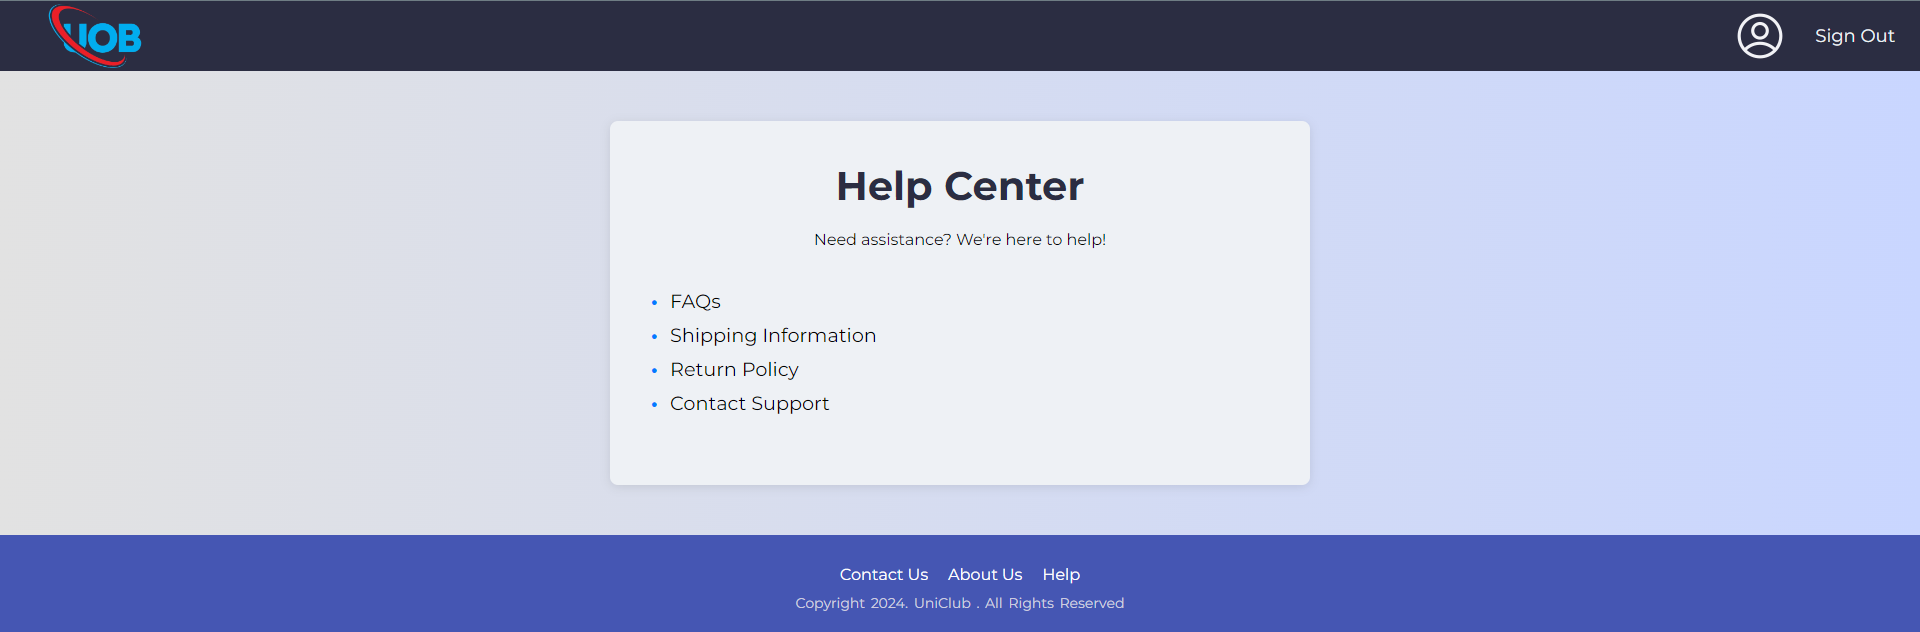 UOB
Sign Out
Help Center
Need assistance? We're here to help!
• FAQs
• Shipping Information
• Return Policy
• Contact Support
Contact Us About Us Help
Copyright 2024. UniClub . All Rights Reserved